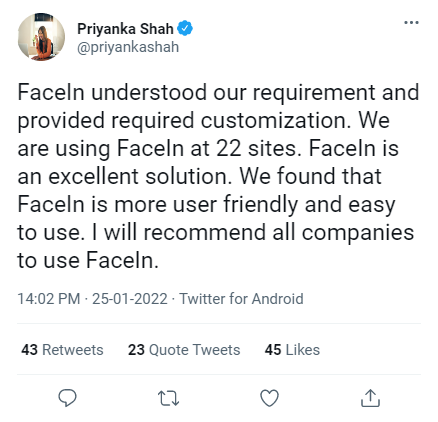 Priyanka Shah
@priyankashah
FaceIn understood our requirement and
provided required customization. We
are using FaceIn at 22 sites. FaceIn is
an excellent solution. We found that
FaceIn is more user friendly and easy
to use. I will recommend all companies
to use FaceIn.
14:02 PM · 25-01-2022 · Twitter for Android
43 Retweets 23 Quote Tweets 45 Likes